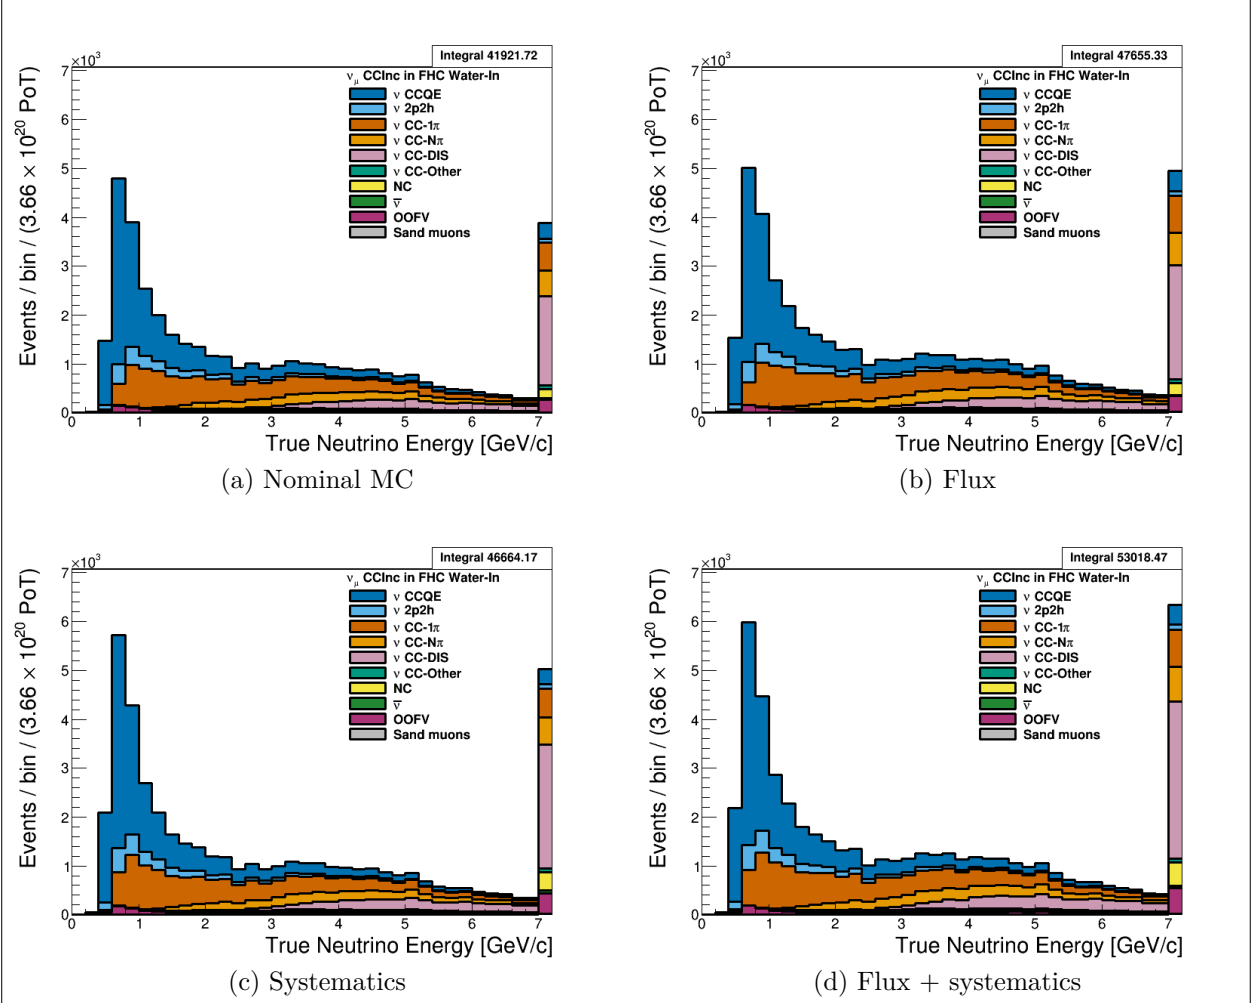 Integral 41921.72
×10³
ν_μ CCInc in FHC Water-In
ν CCQE
ν 2p2h
ν CC-1π
ν CC-Nπ
ν CC-DIS
ν CC-Other
NC
ν̅
OOFV
Sand muons
Events / bin / (3.66 × 10²⁰ PoT)
7
6
5
4
3
2
1
0
0 1 2 3 4 5 6 7
True Neutrino Energy [GeV/c]
(a) Nominal MC
Integral 47655.33
×10³
ν_μ CCInc in FHC Water-In
ν CCQE
ν 2p2h
ν CC-1π
ν CC-Nπ
ν CC-DIS
ν CC-Other
NC
ν̅
OOFV
Sand muons
Events / bin / (3.66 × 10²⁰ PoT)
7
6
5
4
3
2
1
0
0 1 2 3 4 5 6 7
True Neutrino Energy [GeV/c]
(b) Flux
Integral 46664.17
×10³
ν_μ CCInc in FHC Water-In
ν CCQE
ν 2p2h
ν CC-1π
ν CC-Nπ
ν CC-DIS
ν CC-Other
NC
ν̅
OOFV
Sand muons
Events / bin / (3.66 × 10²⁰ PoT)
7
6
5
4
3
2
1
0
0 1 2 3 4 5 6 7
True Neutrino Energy [GeV/c]
(c) Systematics
Integral 53018.47
×10³
ν_μ CCInc in FHC Water-In
ν CCQE
ν 2p2h
ν CC-1π
ν CC-Nπ
ν CC-DIS
ν CC-Other
NC
ν̅
OOFV
Sand muons
Events / bin / (3.66 × 10²⁰ PoT)
7
6
5
4
3
2
1
0
0 1 2 3 4 5 6 7
True Neutrino Energy [GeV/c]
(d) Flux + systematics